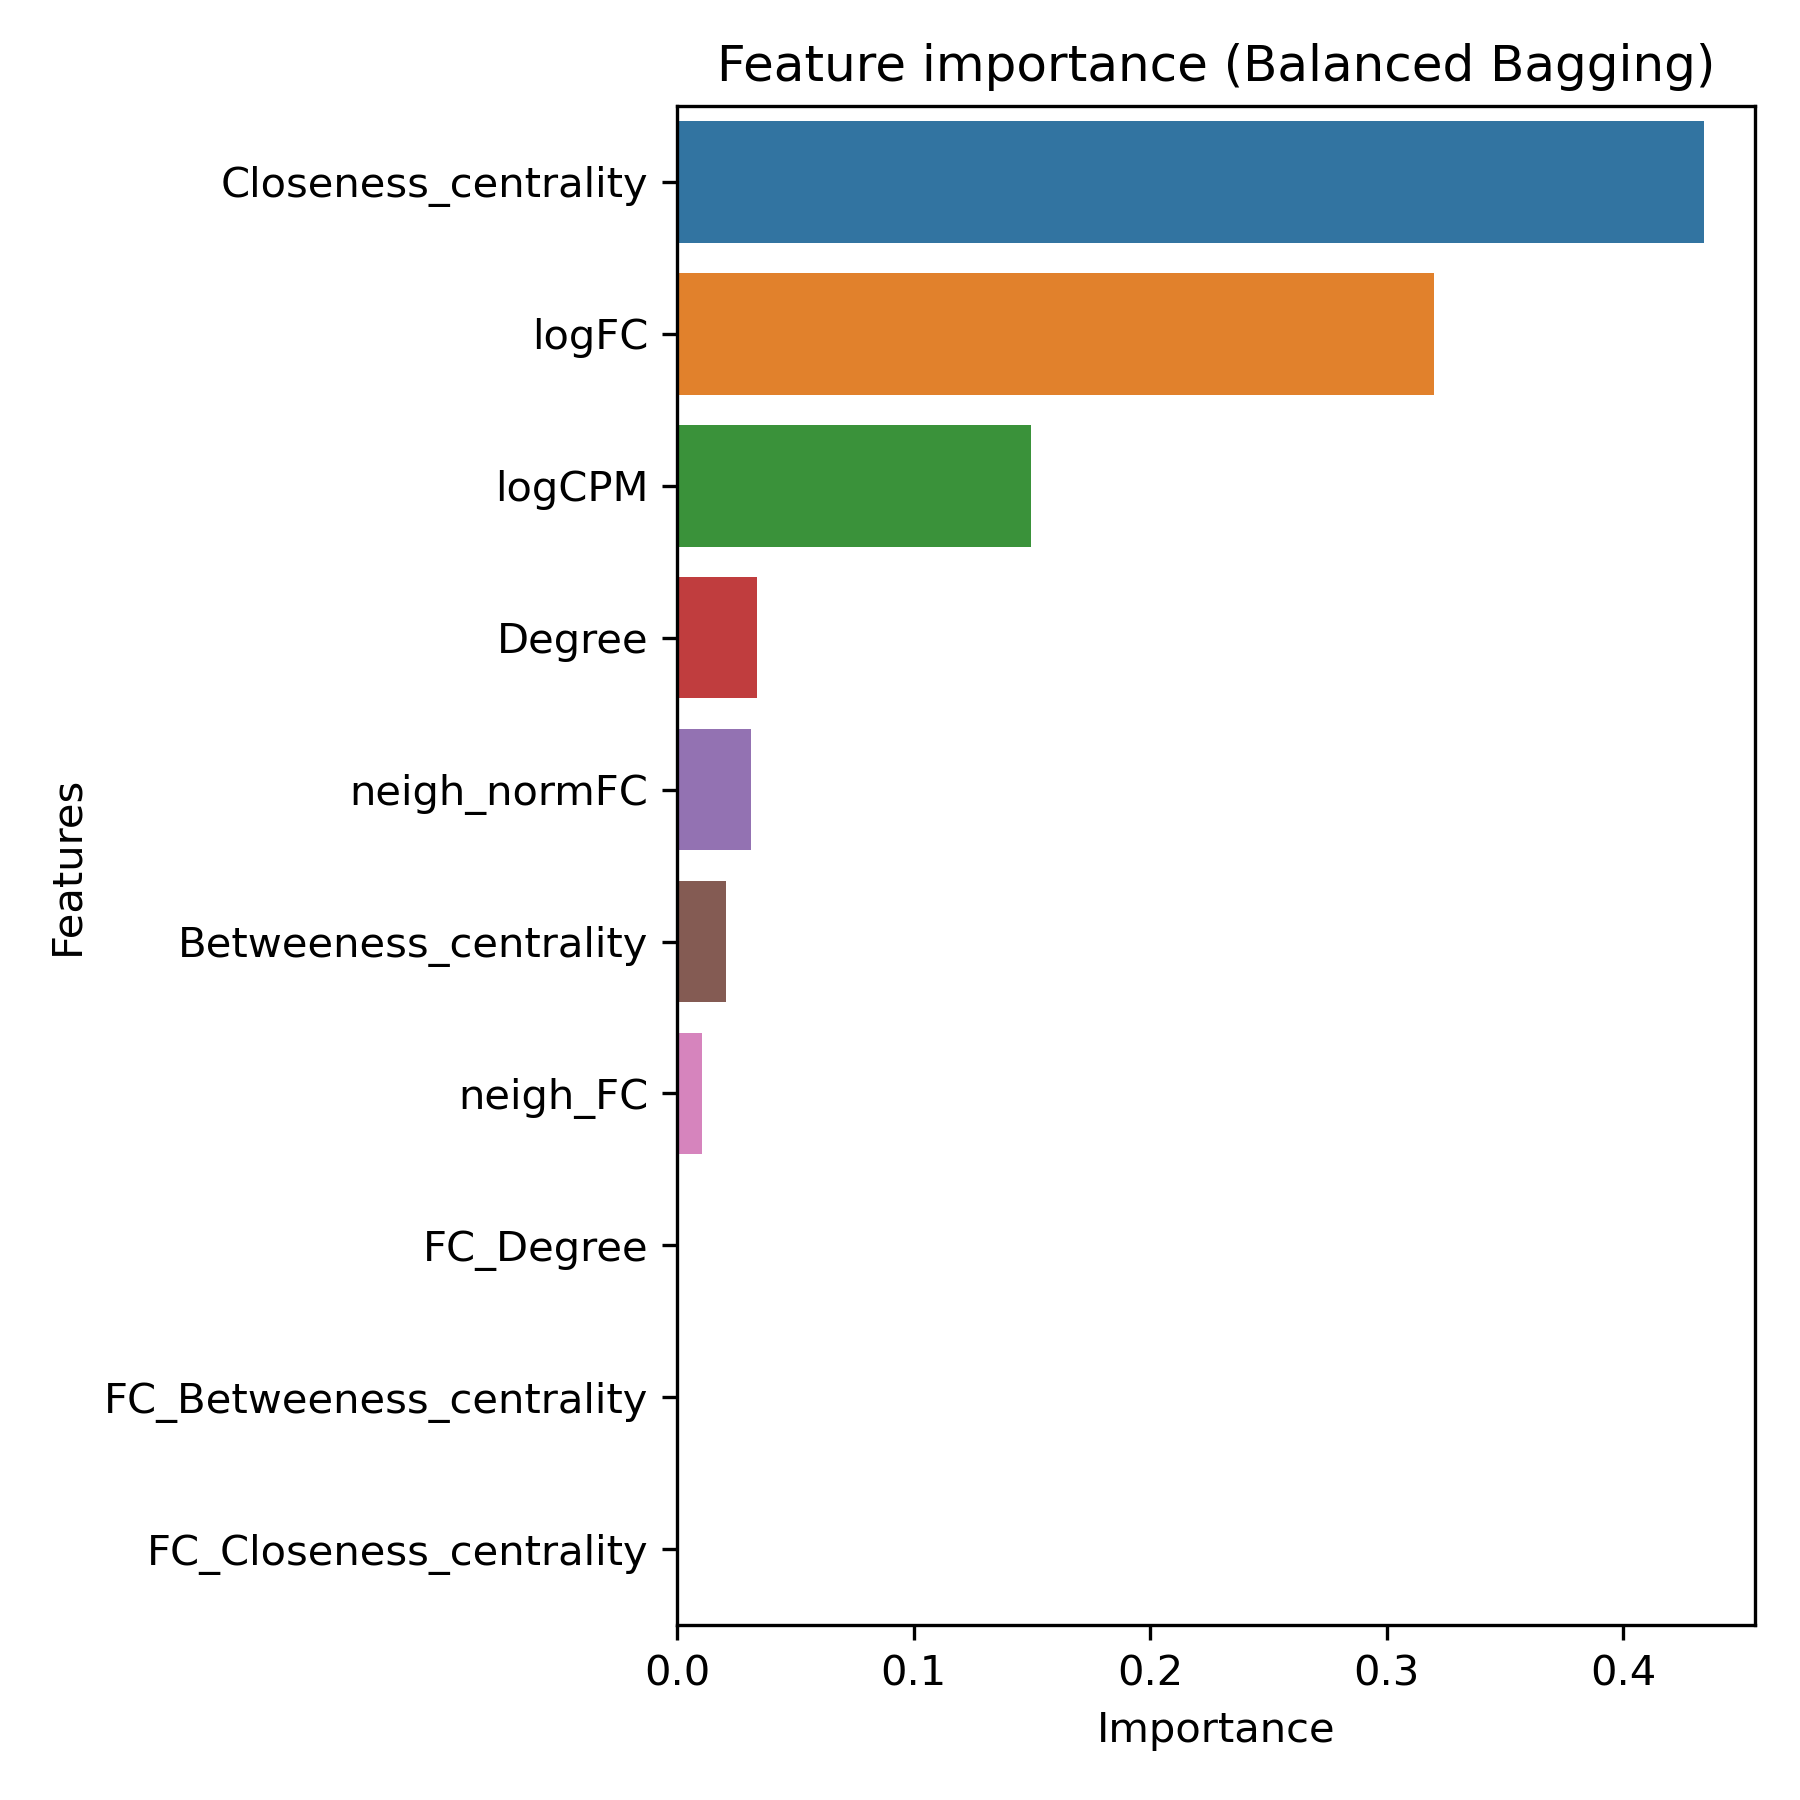 Feature importance (Balanced Bagging)
Closeness_centrality
logFC
logCPM
Degree
neigh_normFC
Betweeness_centrality
neigh_FC
FC_Degree
FC_Betweeness_centrality
FC_Closeness_centrality
Features
0.0 0.1 0.2 0.3 0.4
Importance